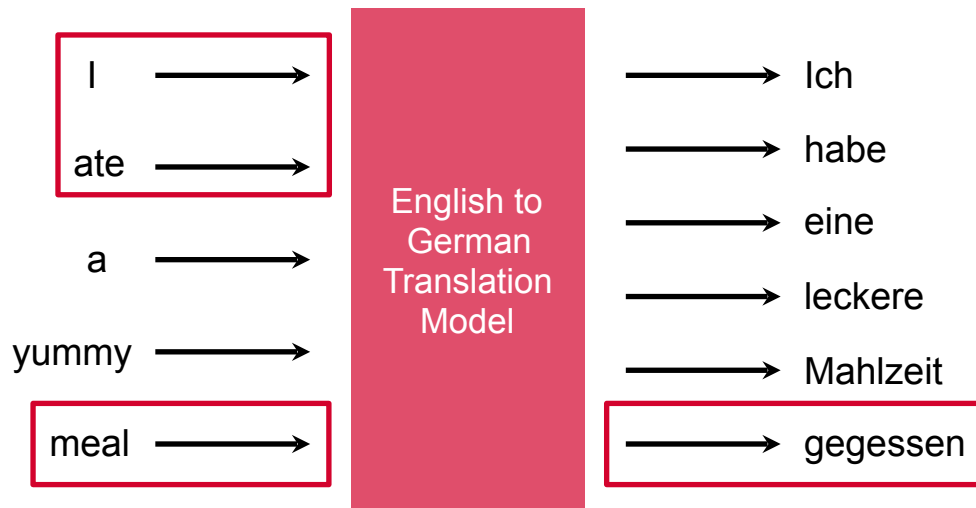 I
ate
a
yummy
meal
English to
German
Translation
Model
Ich
habe
eine
leckere
Mahlzeit
gegessen